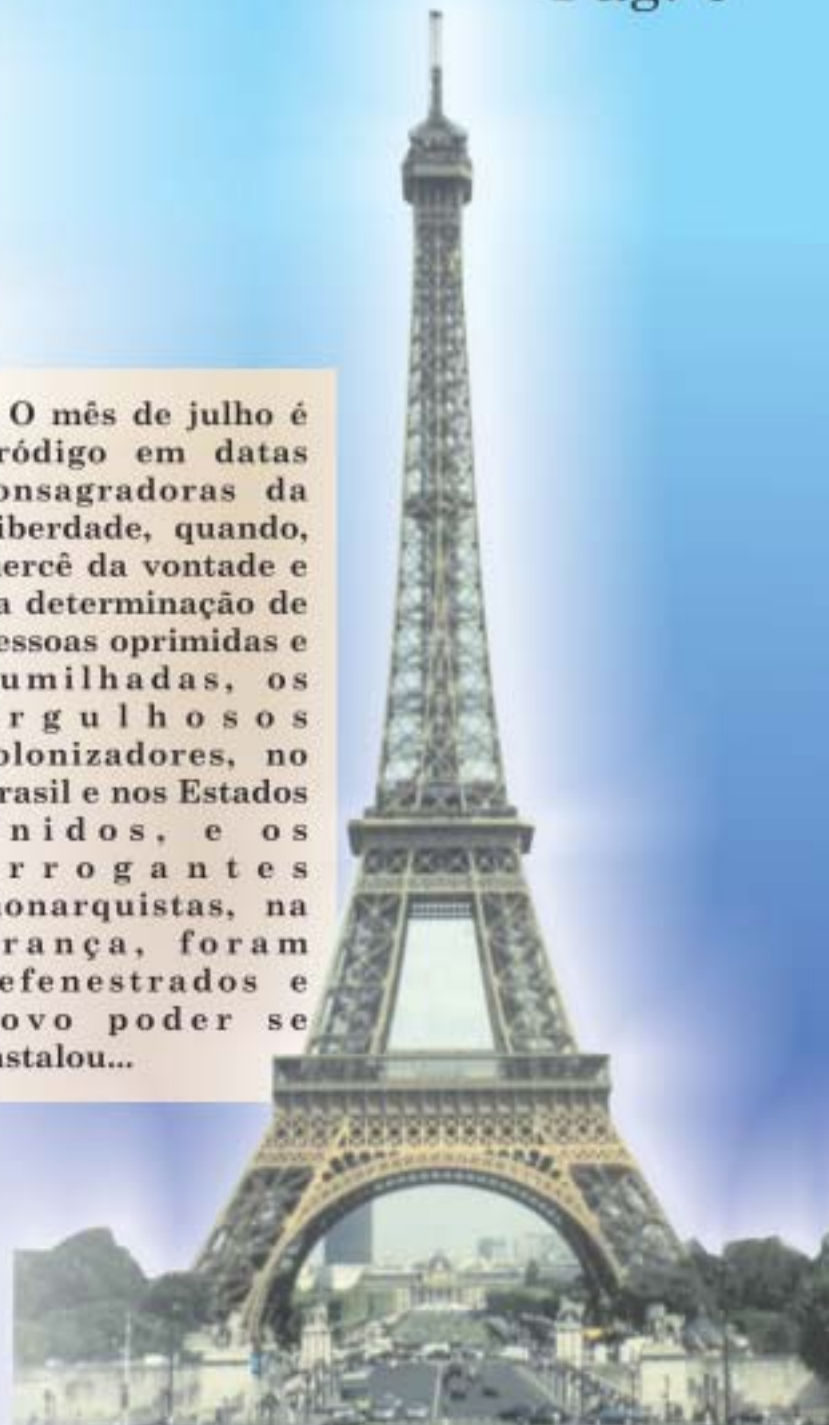 O mês de julho é
ródigo em datas
onsagradoras da
iberdade, quando,
ercê da vontade e
a determinação de
essoas oprimidas e
umilhadas, os
rgulhosos
olonizadores, no
rasil e nos Estados
nidos, e os
rrogantes
onarquistas, na
rança, foram
efenestrados e
ovo poder se
nstalou...